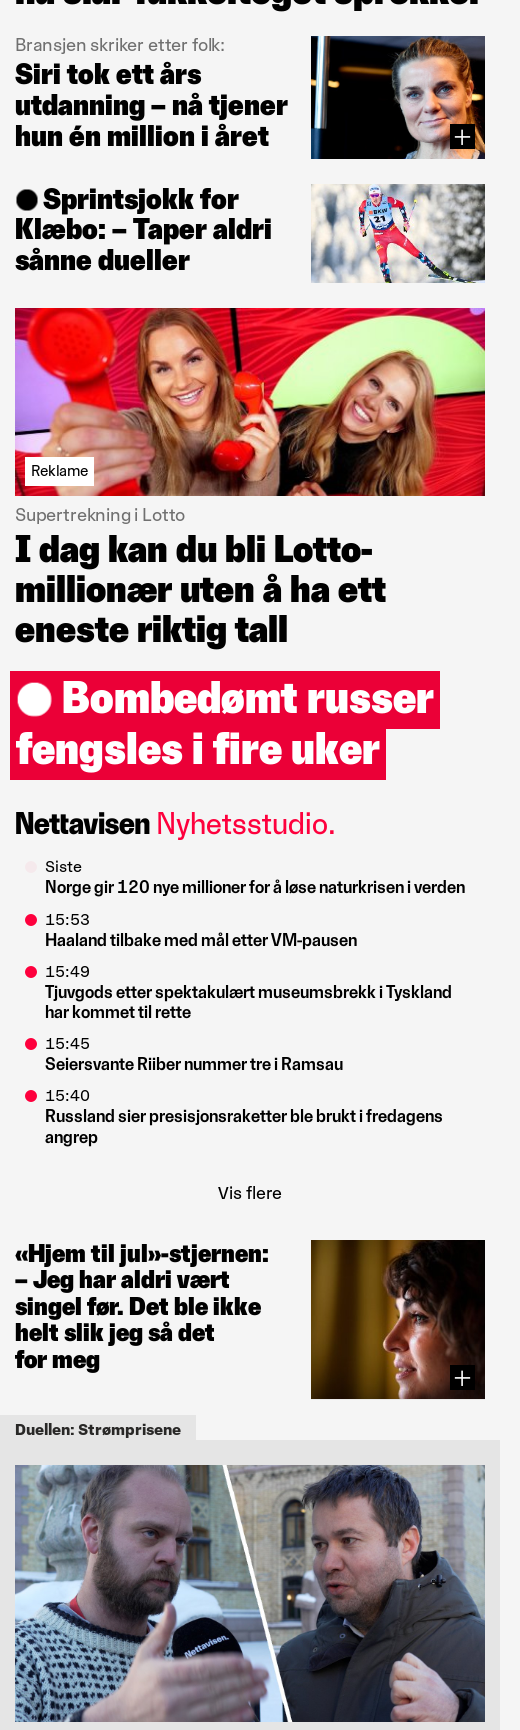 Bransjen skriker etter folk:
Siri tok ett års
utdanning – nå tjener
hun én million i året
Sprintsjokk for
Klæbo: – Taper aldri
sånne dueller
BKW
21
Reklame
Supertrekning i Lotto
I dag kan du bli Lotto-
millionær uten å ha ett
eneste riktig tall
Bombedømt russer
fengsles i fire uker
Nettavisen Nyhetsstudio.
Siste
Norge gir 120 nye millioner for å løse naturkrisen i verden
15:53
Haaland tilbake med mål etter VM-pausen
15:49
Tjuvgods etter spektakulært museumsbrekk i Tyskland
har kommet til rette
15:45
Seiersvante Riiber nummer tre i Ramsau
15:40
Russland sier presisjonsraketter ble brukt i fredagens
angrep
Vis flere
«Hjem til jul»-stjernen:
– Jeg har aldri vært
singel før. Det ble ikke
helt slik jeg så det
for meg
Duellen: Strømprisene
Nettavisen.